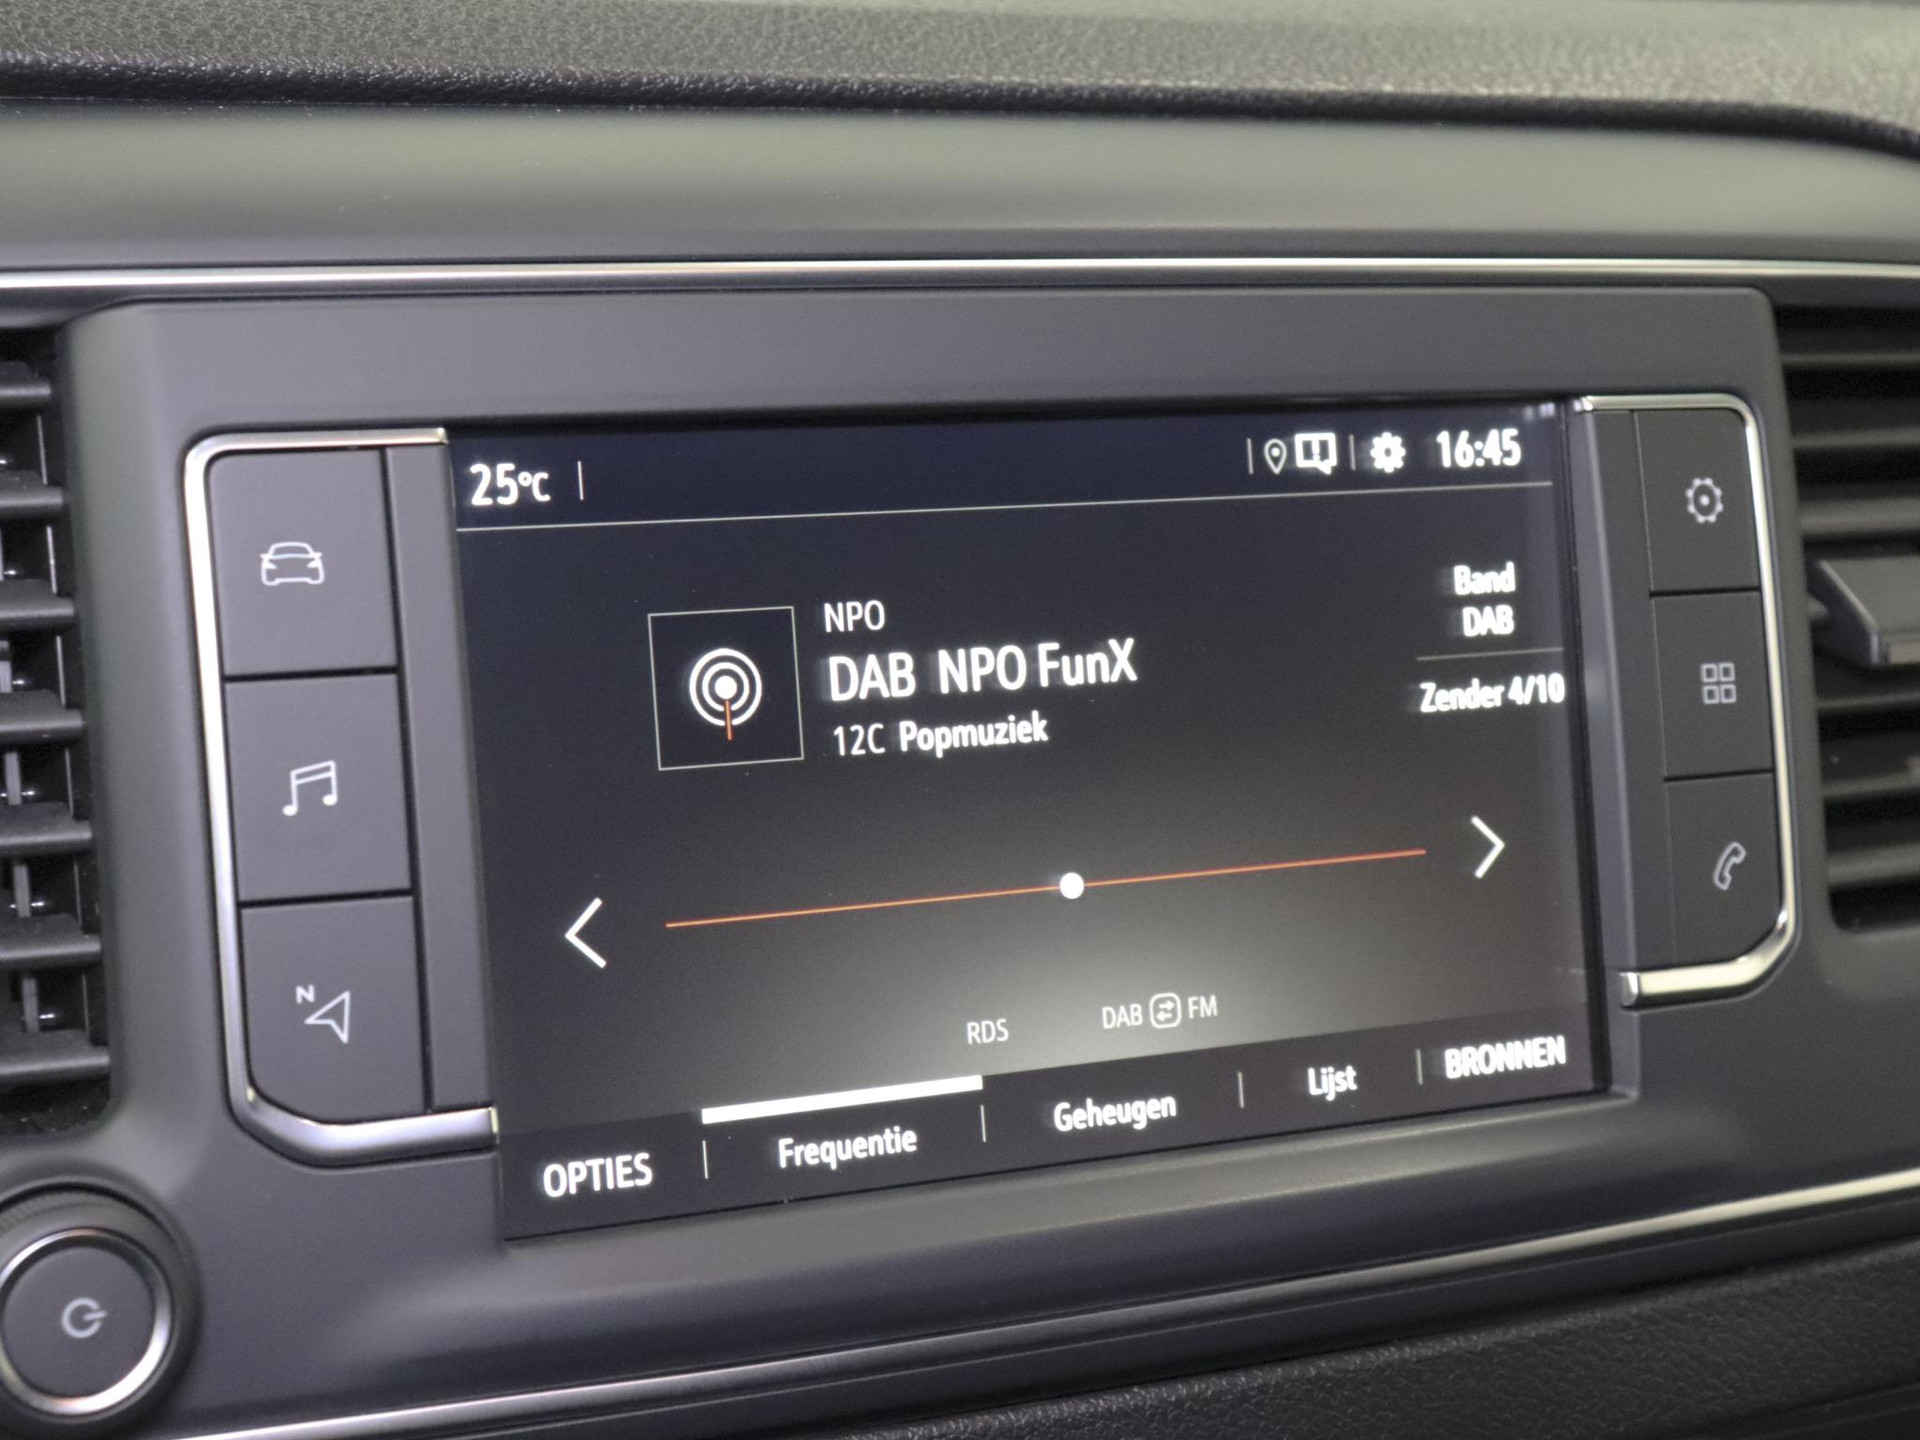 25°C
16:45
NPO
DAB NPO FunX
12C Popmuziek
Band
DAB
Zender 4/10
RDS
DAB FM
OPTIES
Frequentie
Geheugen
Lijst
BRONNEN
N